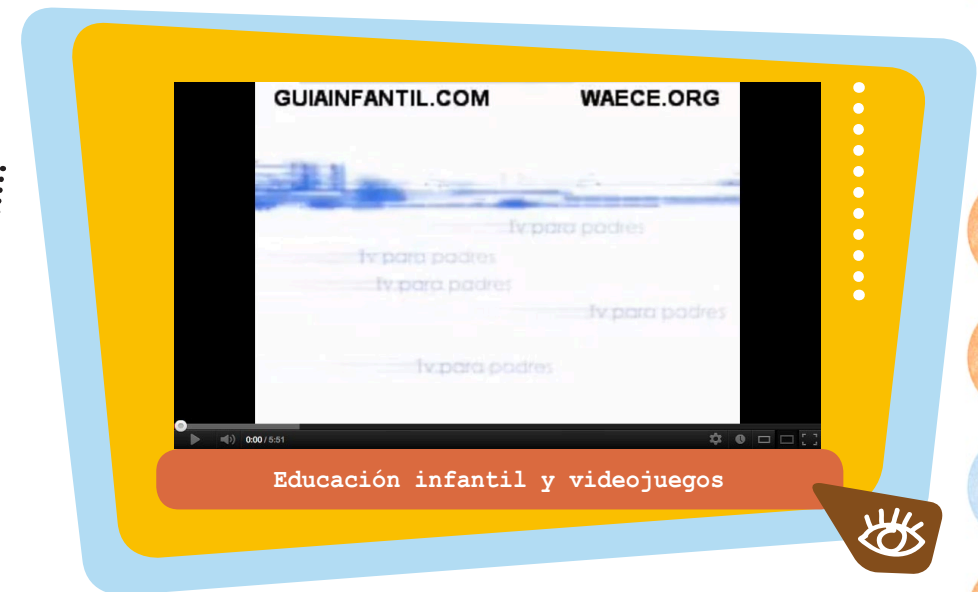 GUIAINFANTIL.COM WAECE.ORG
tv para padres
tv para padres
tv para padres
tv para padres
tv para padres
0:00 / 5:51
Educación infantil y videojuegos